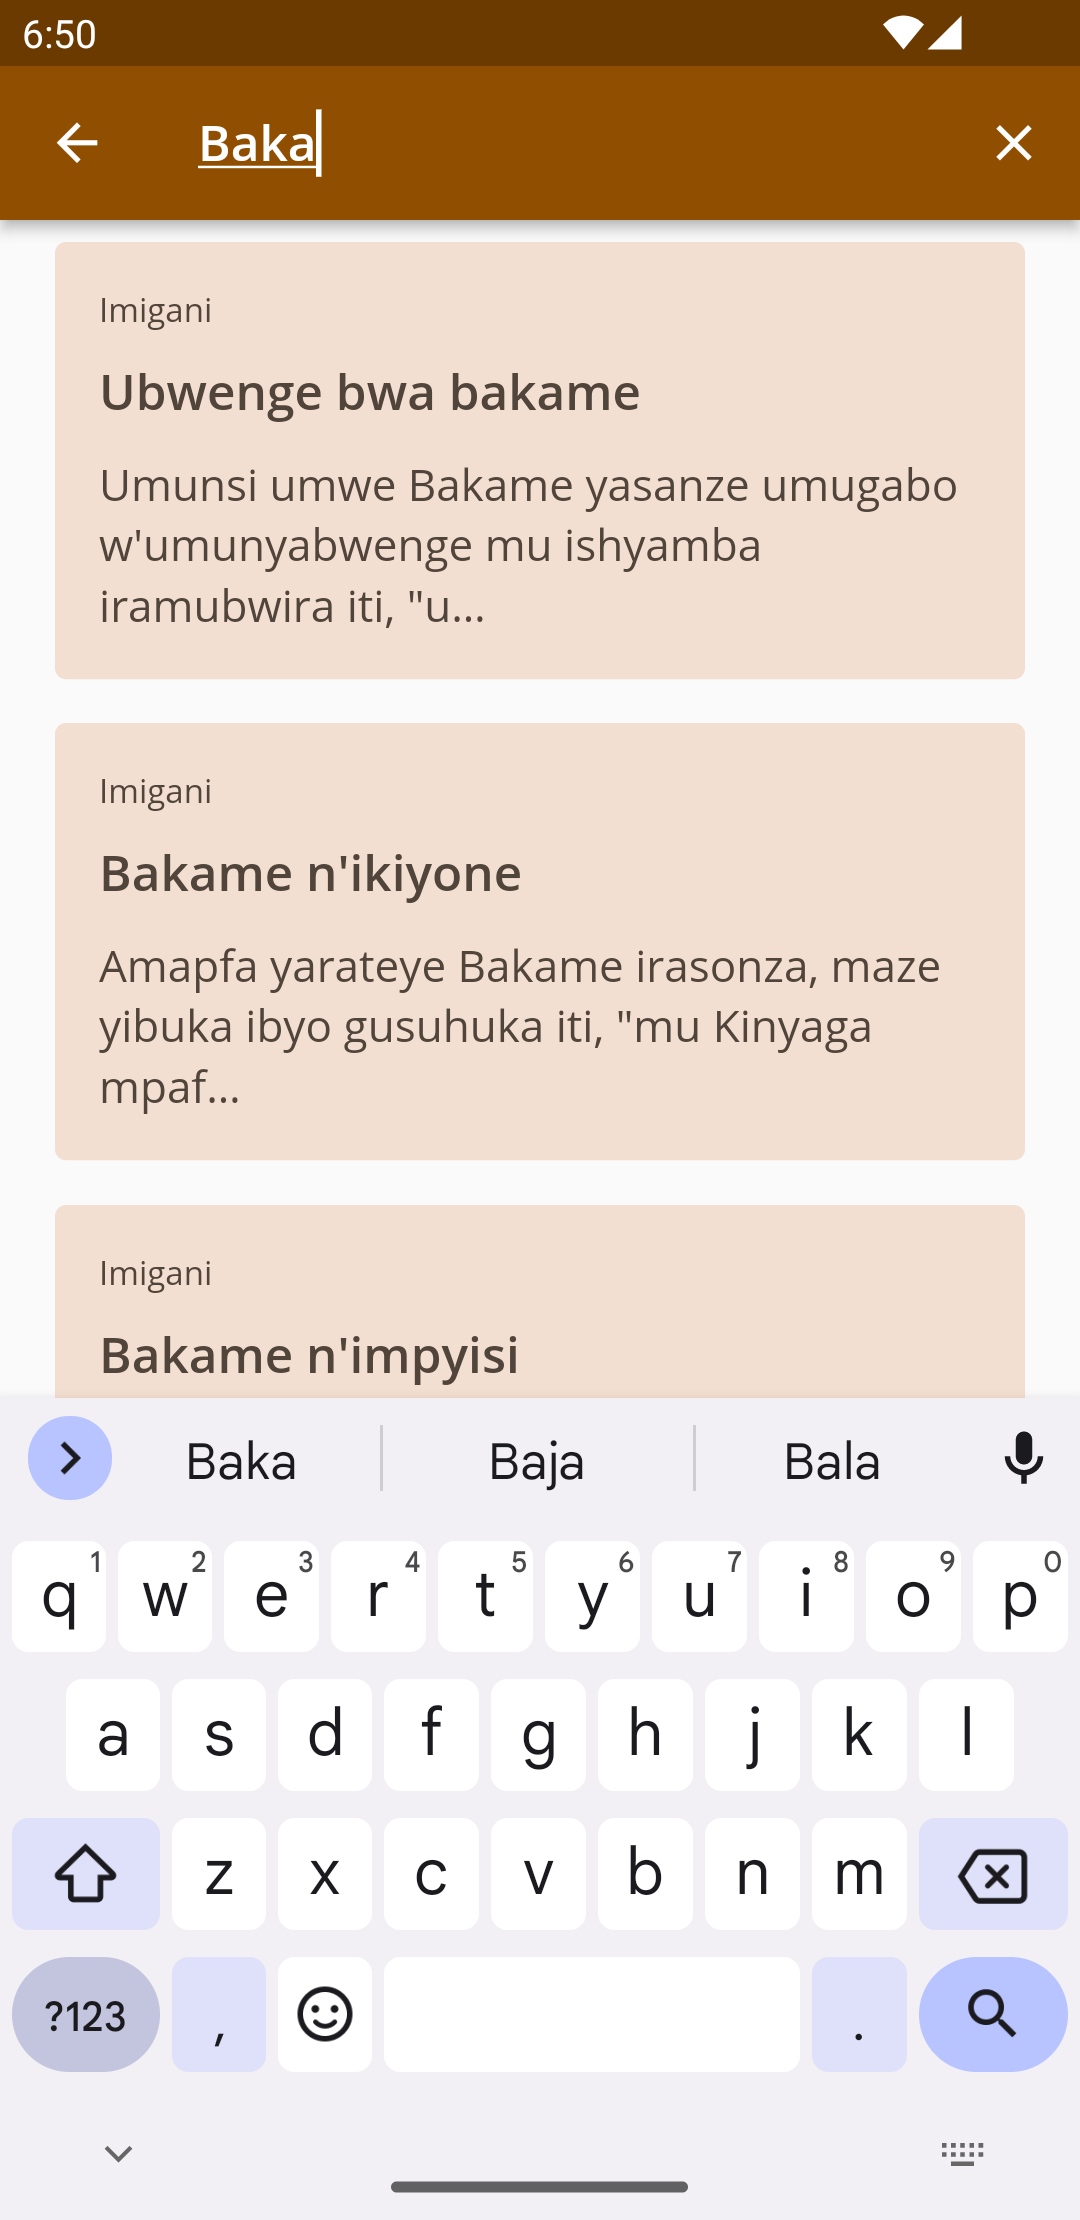 6:50
Baka
Imigani
Ubwenge bwa bakame
Umunsi umwe Bakame yasanze umugabo
w'umunyabwenge mu ishyamba
iramubwira iti, "u...
Imigani
Bakame n'ikiyone
Amapfa yarateye Bakame irasonza, maze
yibuka ibyo gusuhuka iti, "mu Kinyaga
mpaf...
Imigani
Bakame n'impyisi
Baka Baja Bala
q 1 w 2 e 3 r 4 t 5 y 6 u 7 i 8 o 9 p 0
a s d f g h j k l
z x c v b n m
?123 , .